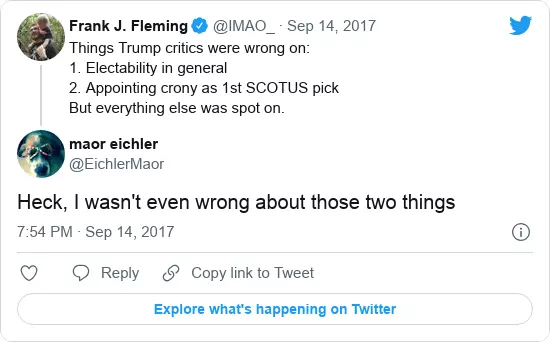 Frank J. Fleming @IMAO_ · Sep 14, 2017
Things Trump critics were wrong on:
1. Electability in general
2. Appointing crony as 1st SCOTUS pick
But everything else was spot on.
maor eichler
@EichlerMaor
Heck, I wasn't even wrong about those two things
7:54 PM · Sep 14, 2017
Reply Copy link to Tweet
Explore what's happening on Twitter